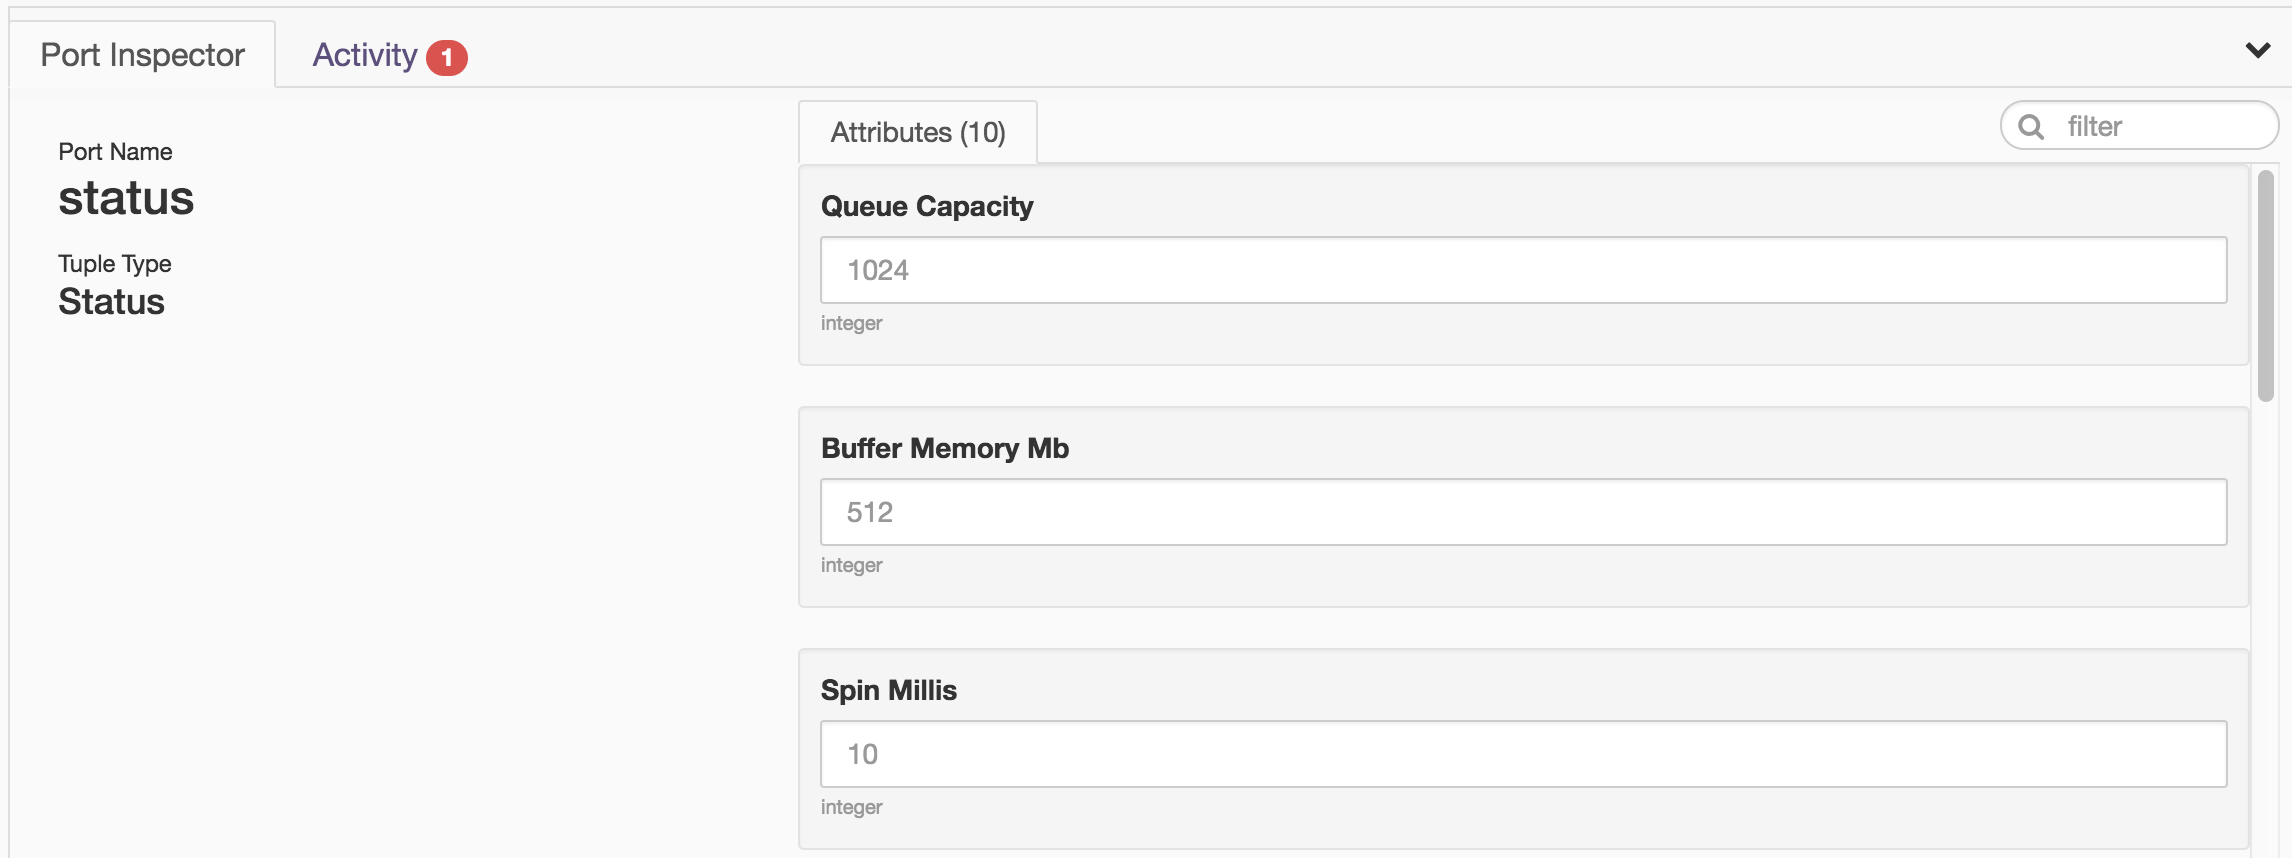 Port Inspector
Activity 1
Port Name
status
Tuple Type
Status
Attributes (10)
filter
Queue Capacity
1024
integer
Buffer Memory Mb
512
integer
Spin Millis
10
integer